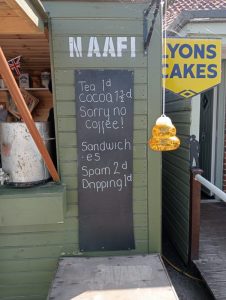 NAAFI
LYONS
CAKES
Tea 1d
Cocoa 1½d
Sorry no
coffee!
Sandwich
-es
Spam 2d
Dripping 1d